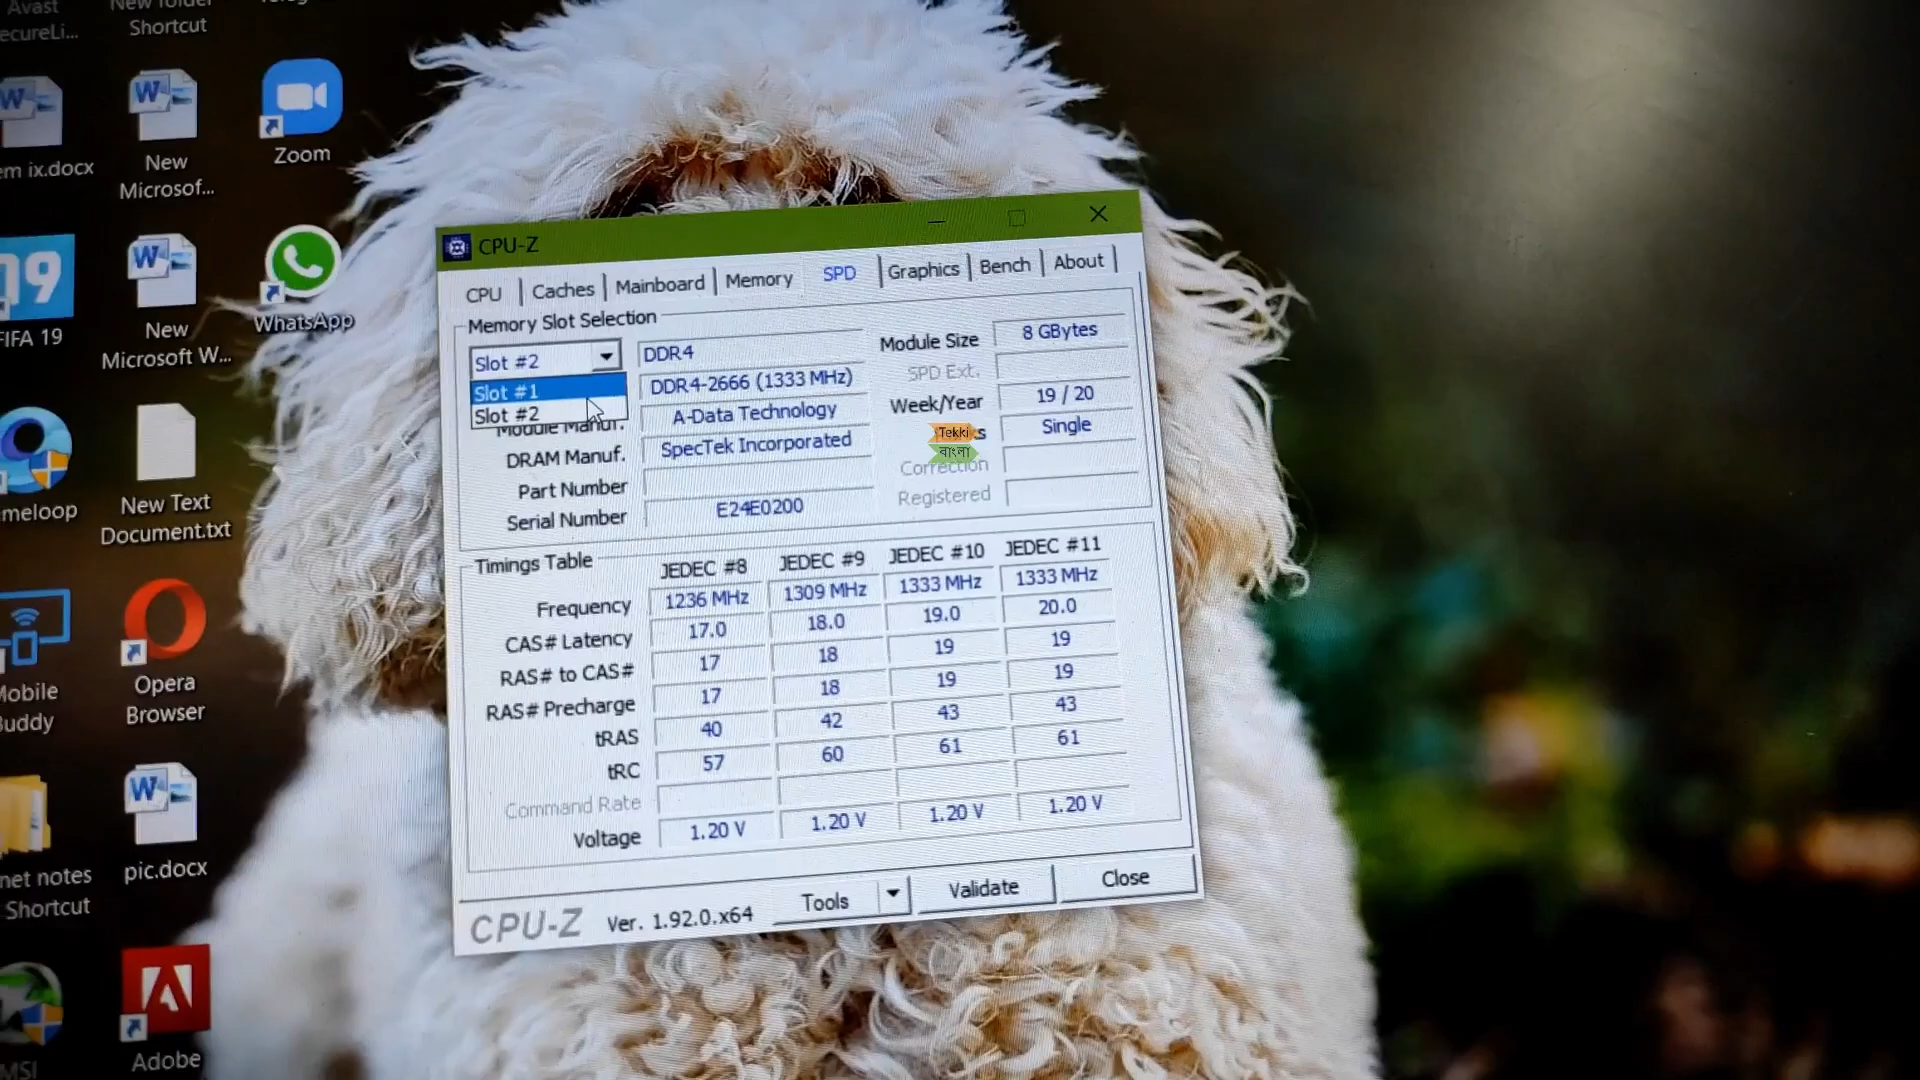 Avast
ecureLi...
New folder
Shortcut
em ix.docx
New
Microsof...
Zoom
19
FIFA 19
New
Microsoft W...
WhatsApp
meloop
New Text
Document.txt
Mobile
Buddy
Opera
Browser
net notes
Shortcut
pic.docx
MSI
Adobe
CPU-Z
CPU
Caches
Mainboard
Memory
SPD
Graphics
Bench
About
Memory Slot Selection
Slot #2
DDR4
Module Size
8 GBytes
Slot #1
DDR4-2666 (1333 MHz)
SPD Ext.
Slot #2
Module Manuf.
A-Data Technology
Week/Year
19 / 20
DRAM Manuf.
SpecTek Incorporated
Tekki
বাংলা
Single
Part Number
Correction
Serial Number
E24E0200
Registered
Timings Table
JEDEC #8
JEDEC #9
JEDEC #10
JEDEC #11
Frequency
1236 MHz
1309 MHz
1333 MHz
1333 MHz
CAS# Latency
17.0
18.0
19.0
20.0
RAS# to CAS#
17
18
19
19
RAS# Precharge
17
18
19
19
tRAS
40
42
43
43
tRC
57
60
61
61
Command Rate
Voltage
1.20 V
1.20 V
1.20 V
1.20 V
CPU-Z
Ver. 1.92.0.x64
Tools
Validate
Close